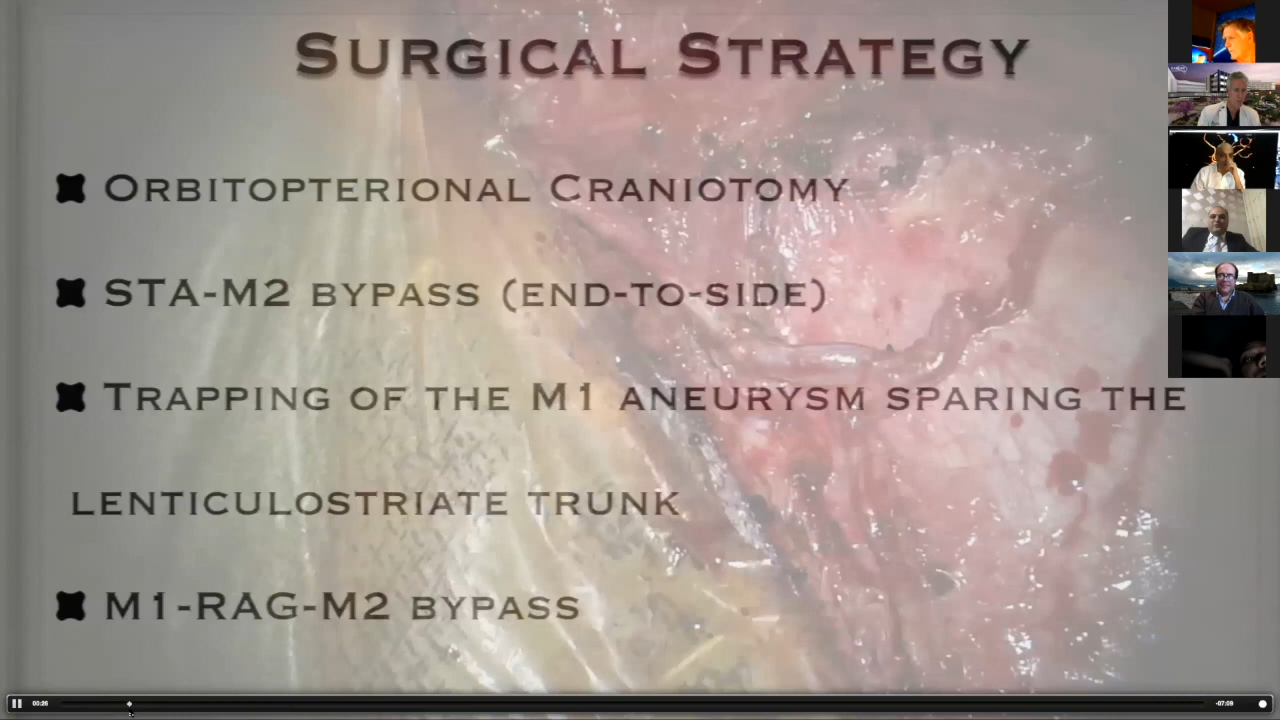 SURGICAL STRATEGY
ORBITOPTERIONAL CRANIOTOMY
STA-M2 BYPASS (END-TO-SIDE)
TRAPPING OF THE M1 ANEURYSM SPARING THE
LENTICULOSTRIATE TRUNK
M1-RAG-M2 BYPASS
00:26
-07:09